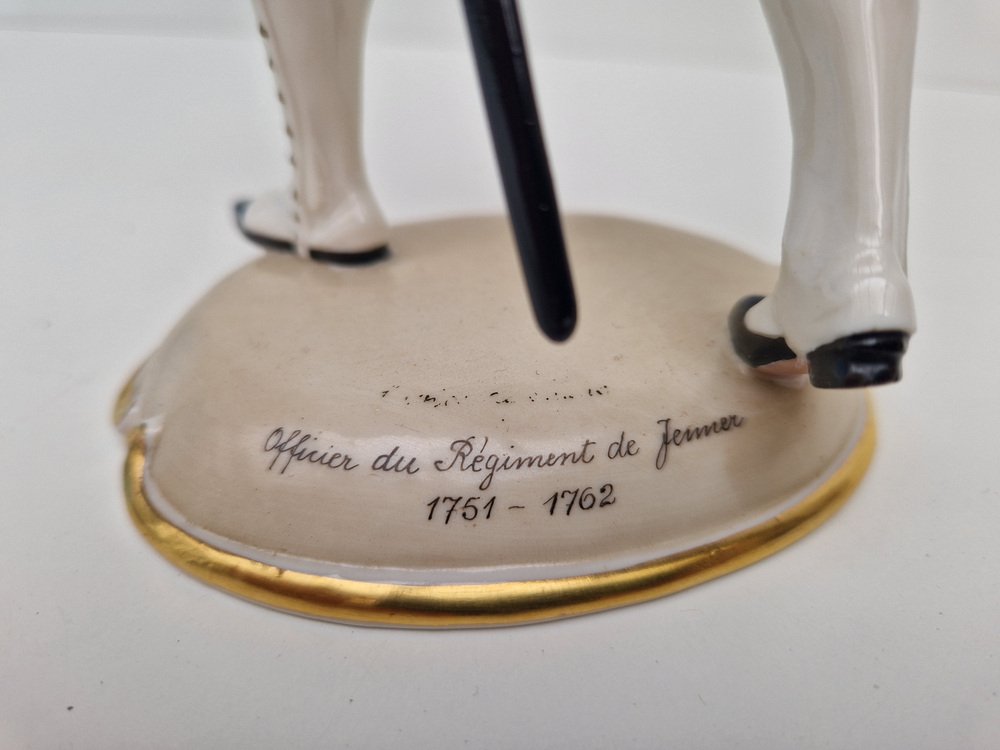 Officier du Régiment de Jenner
1751 - 1762